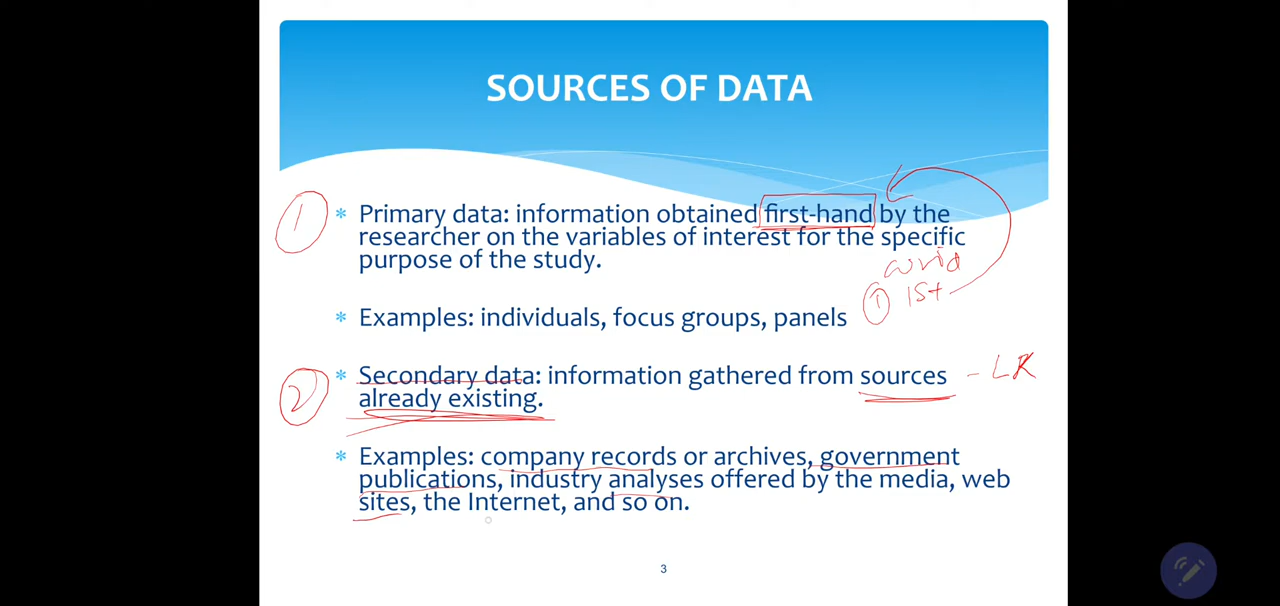 SOURCES OF DATA
1
* Primary data: information obtained first-hand by the
researcher on the variables of interest for the specific
purpose of the study.
covid
1 1st
* Examples: individuals, focus groups, panels
2
* Secondary data: information gathered from sources - LR
already existing.
* Examples: company records or archives, government
publications, industry analyses offered by the media, web
sites, the Internet, and so on.
3